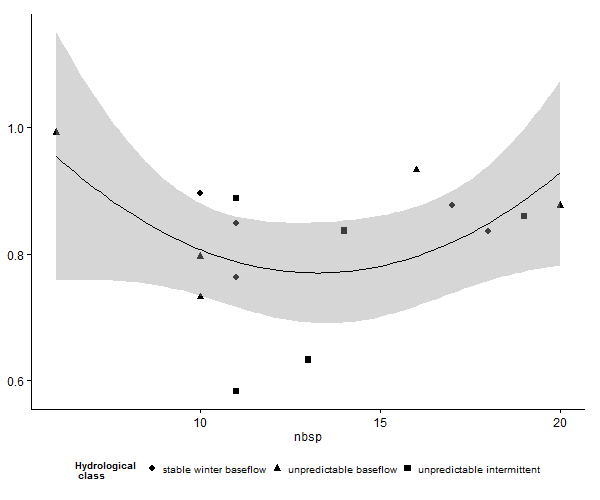 1.0
0.8
0.6
10 15 20
nbsp
Hydrological
class
stable winter baseflow unpredictable baseflow unpredictable intermittent